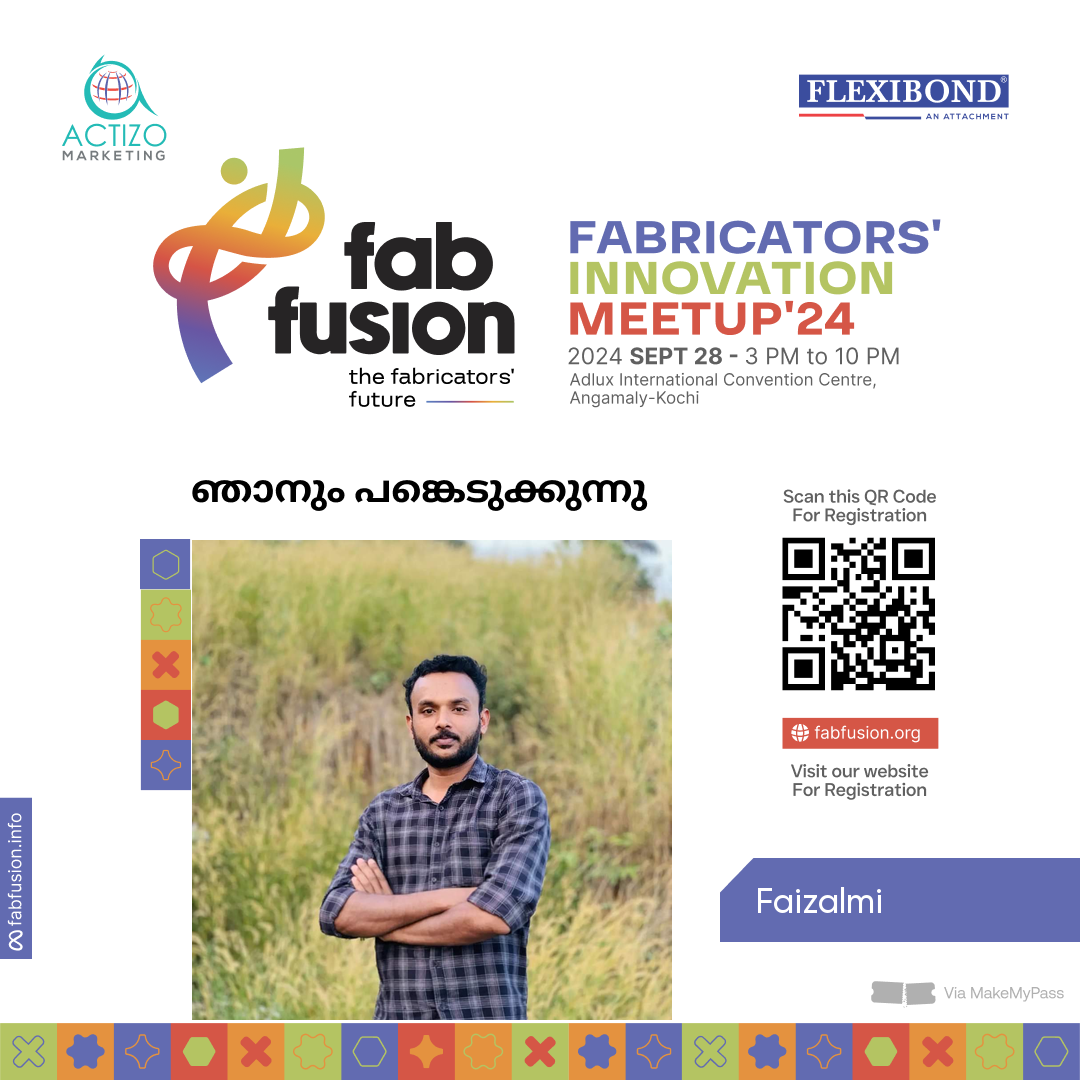 ACTIZO
MARKETING
FLEXIBOND®
AN ATTACHMENT
fab
fusion
the fabricators'
future
FABRICATORS'
INNOVATION
MEETUP'24
2024 SEPT 28 - 3 PM to 10 PM
Adlux International Convention Centre,
Angamaly-Kochi
ഞാനും പങ്കെടുക്കുന്നു
Scan this QR Code
For Registration
fabfusion.org
Visit our website
For Registration
fabfusion.info
Faizalmi
Via MakeMyPass